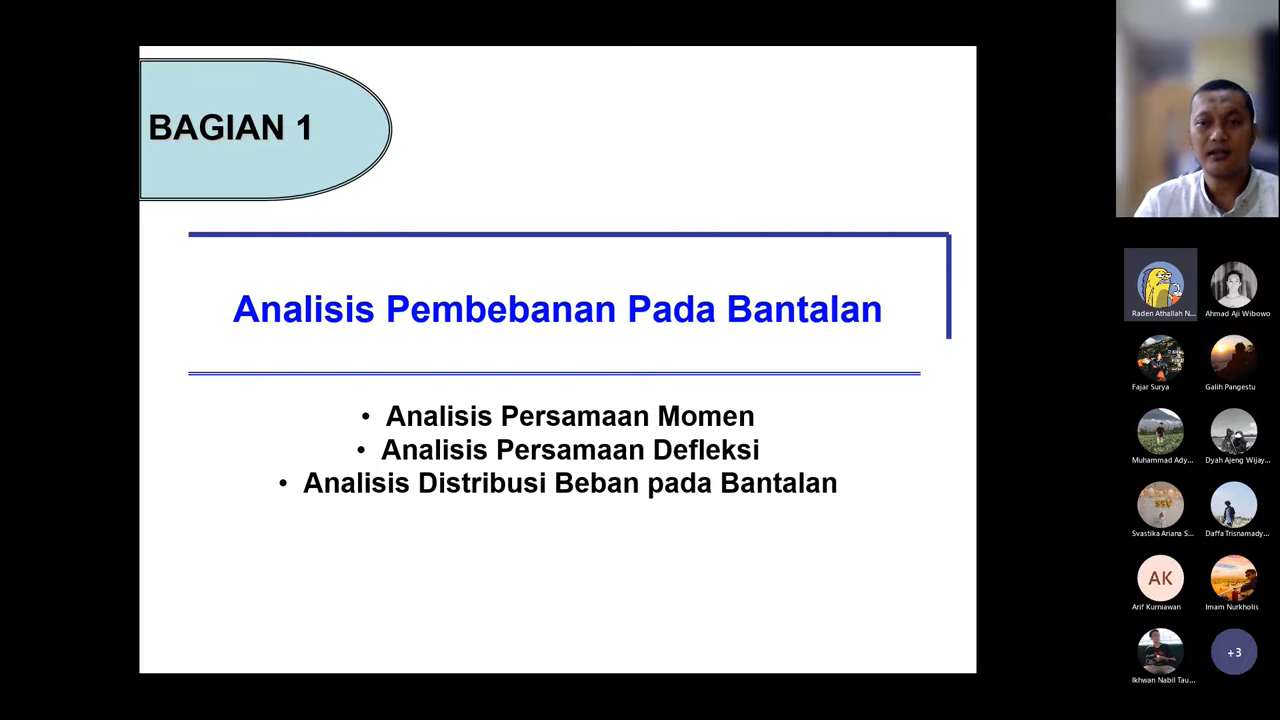 BAGIAN 1
Analisis Pembebanan Pada Bantalan
• Analisis Persamaan Momen
• Analisis Persamaan Defleksi
• Analisis Distribusi Beban pada Bantalan
Raden Athallah N...
Ahmad Aji Wibowo
Fajar Surya
Galih Pangestu
Muhammad Ady...
Dyah Ajeng Wijay...
Svastika Ariana S...
Daffa Trisnamady...
AK
Arif Kurniawan
Imam Nurkholis
Ikhwan Nabil Tau...
+3